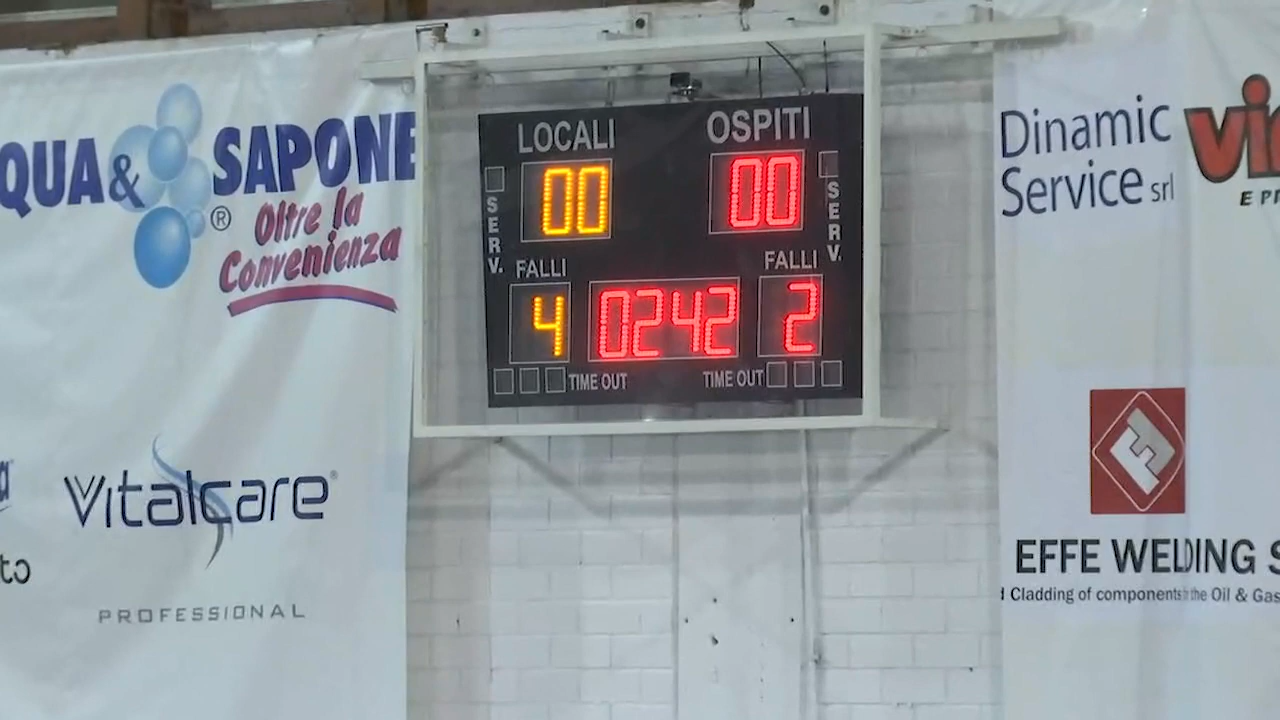 QUA & SAPONE
®
Oltre la
Convenienza
Vitalcare®
PROFESSIONAL
LOCALI OSPITI
00 00
SERV. SERV.
FALLI FALLI
4 0242 2
TIME OUT TIME OUT
Dinamic
Service srl
EFFE WELDING S
Cladding of components in the Oil & Gas